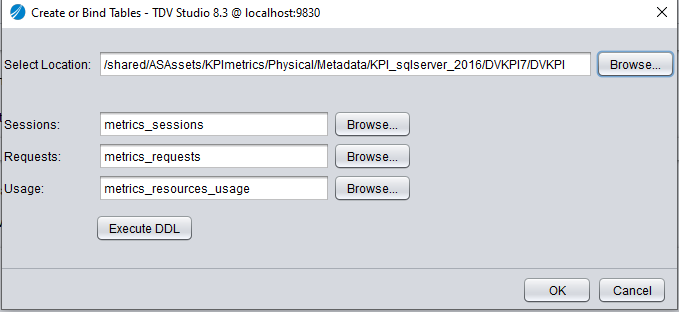 Create or Bind Tables - TDV Studio 8.3 @ localhost:9830
Select Location: /shared/ASAssets/KPImetrics/Physical/Metadata/KPI_sqlserver_2016/DVKPI7/DVKPI Browse...
Sessions: metrics_sessions Browse...
Requests: metrics_requests Browse...
Usage: metrics_resources_usage Browse...
Execute DDL
OK Cancel